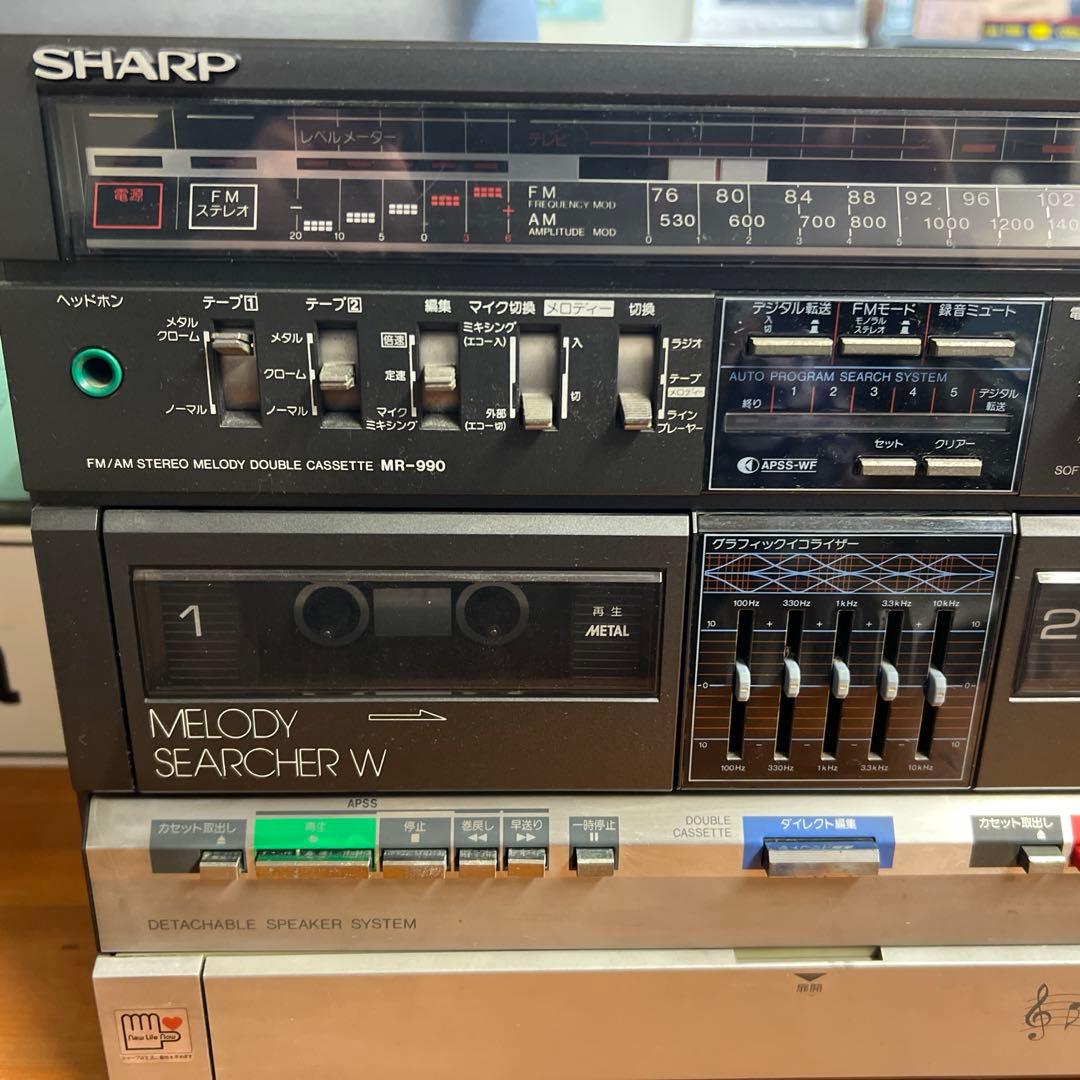 SHARP
レベルメーター
テレビ
電源
FM
ステレオ
20 10 5 0 3 6
FM
FREQUENCY MOD
76 80 84 88 92 96 102
AM
AMPLITUDE MOD
530 600 700 800 1000 1200 140
0 1 2 3 4 5 6 7 8
ヘッドホン
テープ1
メタル
クローム
ノーマル
テープ2
メタル
クローム
ノーマル
編集
倍速
定速
マイク
ミキシング
マイク切換
ミキシング
(エコー入)
外部
(エコー切)
メロディー
入
切
切換
ラジオ
テープ
メロディー
ライン
プレーヤー
デジタル転送
入
切
FMモード
モノラル
ステレオ
録音ミュート
AUTO PROGRAM SEARCH SYSTEM
終り 1 2 3 4 5 デジタル
転送
セット クリアー
APSS-WF
FM/AM STEREO MELODY DOUBLE CASSETTE MR-990
SOF
1
再生
METAL
MELODY
SEARCHER W
グラフィックイコライザー
100Hz 330Hz 1kHz 3.3kHz 10kHz
10 + + + + 10
0 0
10 - - - - 10
100Hz 330Hz 1kHz 3.3kHz 10kHz
2
APSS
カセット取出し
再生
停止
巻戻し
早送り
一時停止
DOUBLE
CASSETTE
ダイレクト編集
カセット取出し
DETACHABLE SPEAKER SYSTEM
扉開
New Life Now